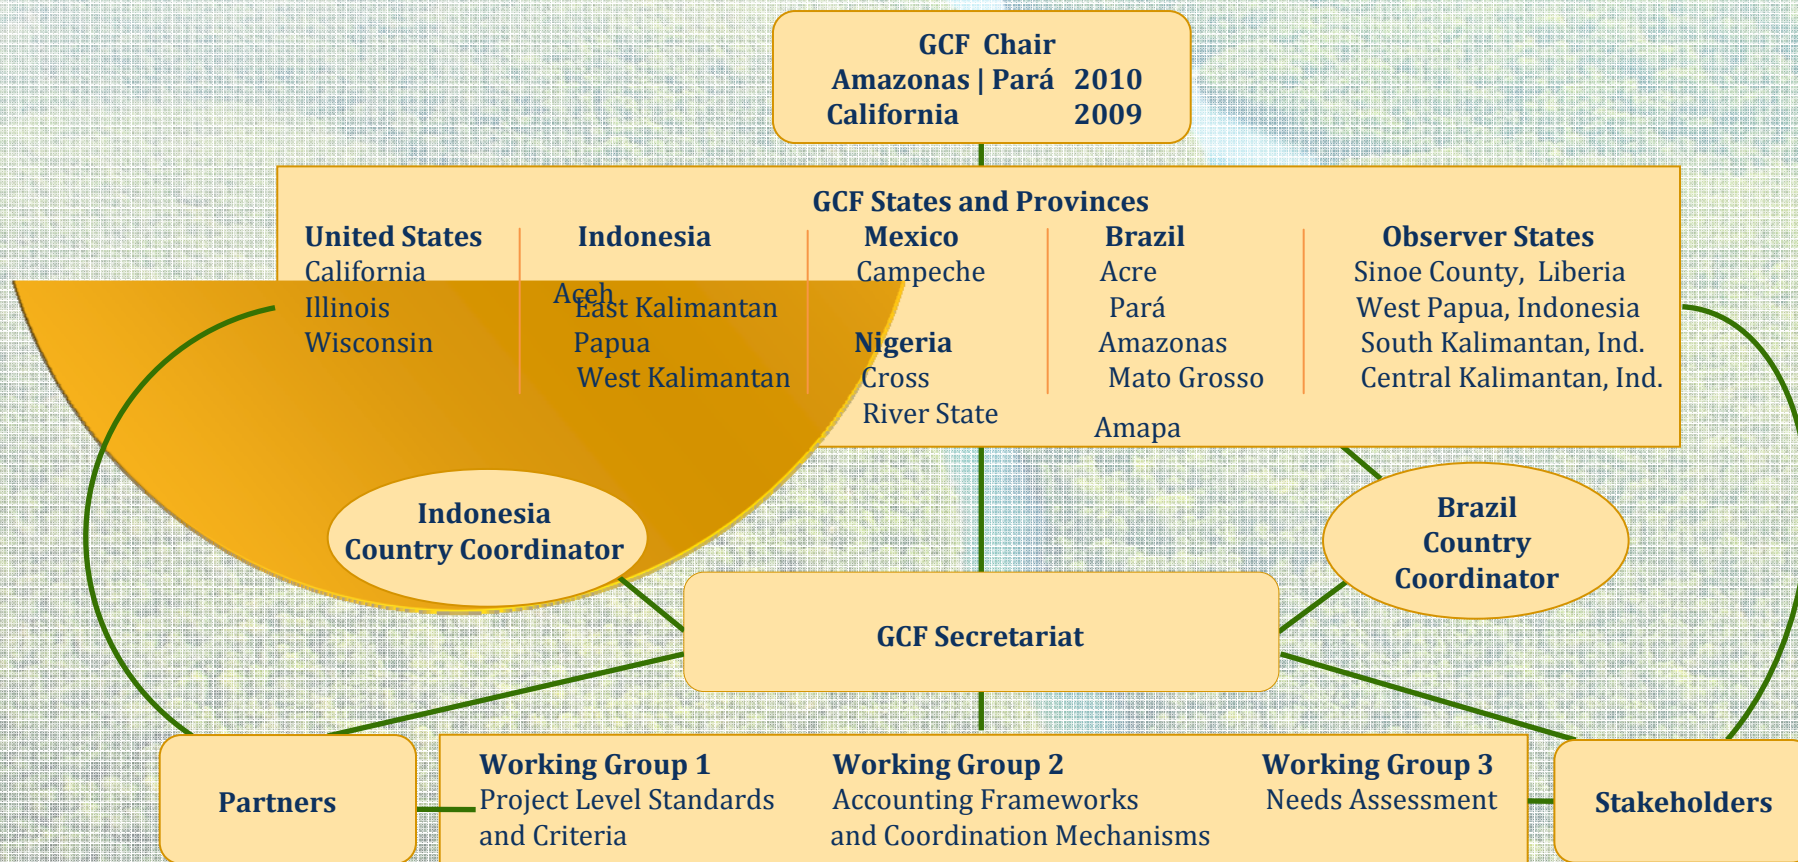 GCF Chair
Amazonas | Pará 2010
California 2009
GCF States and Provinces
United States
California
Illinois
Wisconsin
Indonesia
Aceh
East Kalimantan
Papua
West Kalimantan
Mexico
Campeche
Nigeria
Cross
River State
Brazil
Acre
Pará
Amazonas
Mato Grosso
Amapa
Observer States
Sinoe County, Liberia
West Papua, Indonesia
South Kalimantan, Ind.
Central Kalimantan, Ind.
Indonesia
Country Coordinator
Brazil
Country
Coordinator
GCF Secretariat
Partners
Working Group 1
Project Level Standards
and Criteria
Working Group 2
Accounting Frameworks
and Coordination Mechanisms
Working Group 3
Needs Assessment
Stakeholders